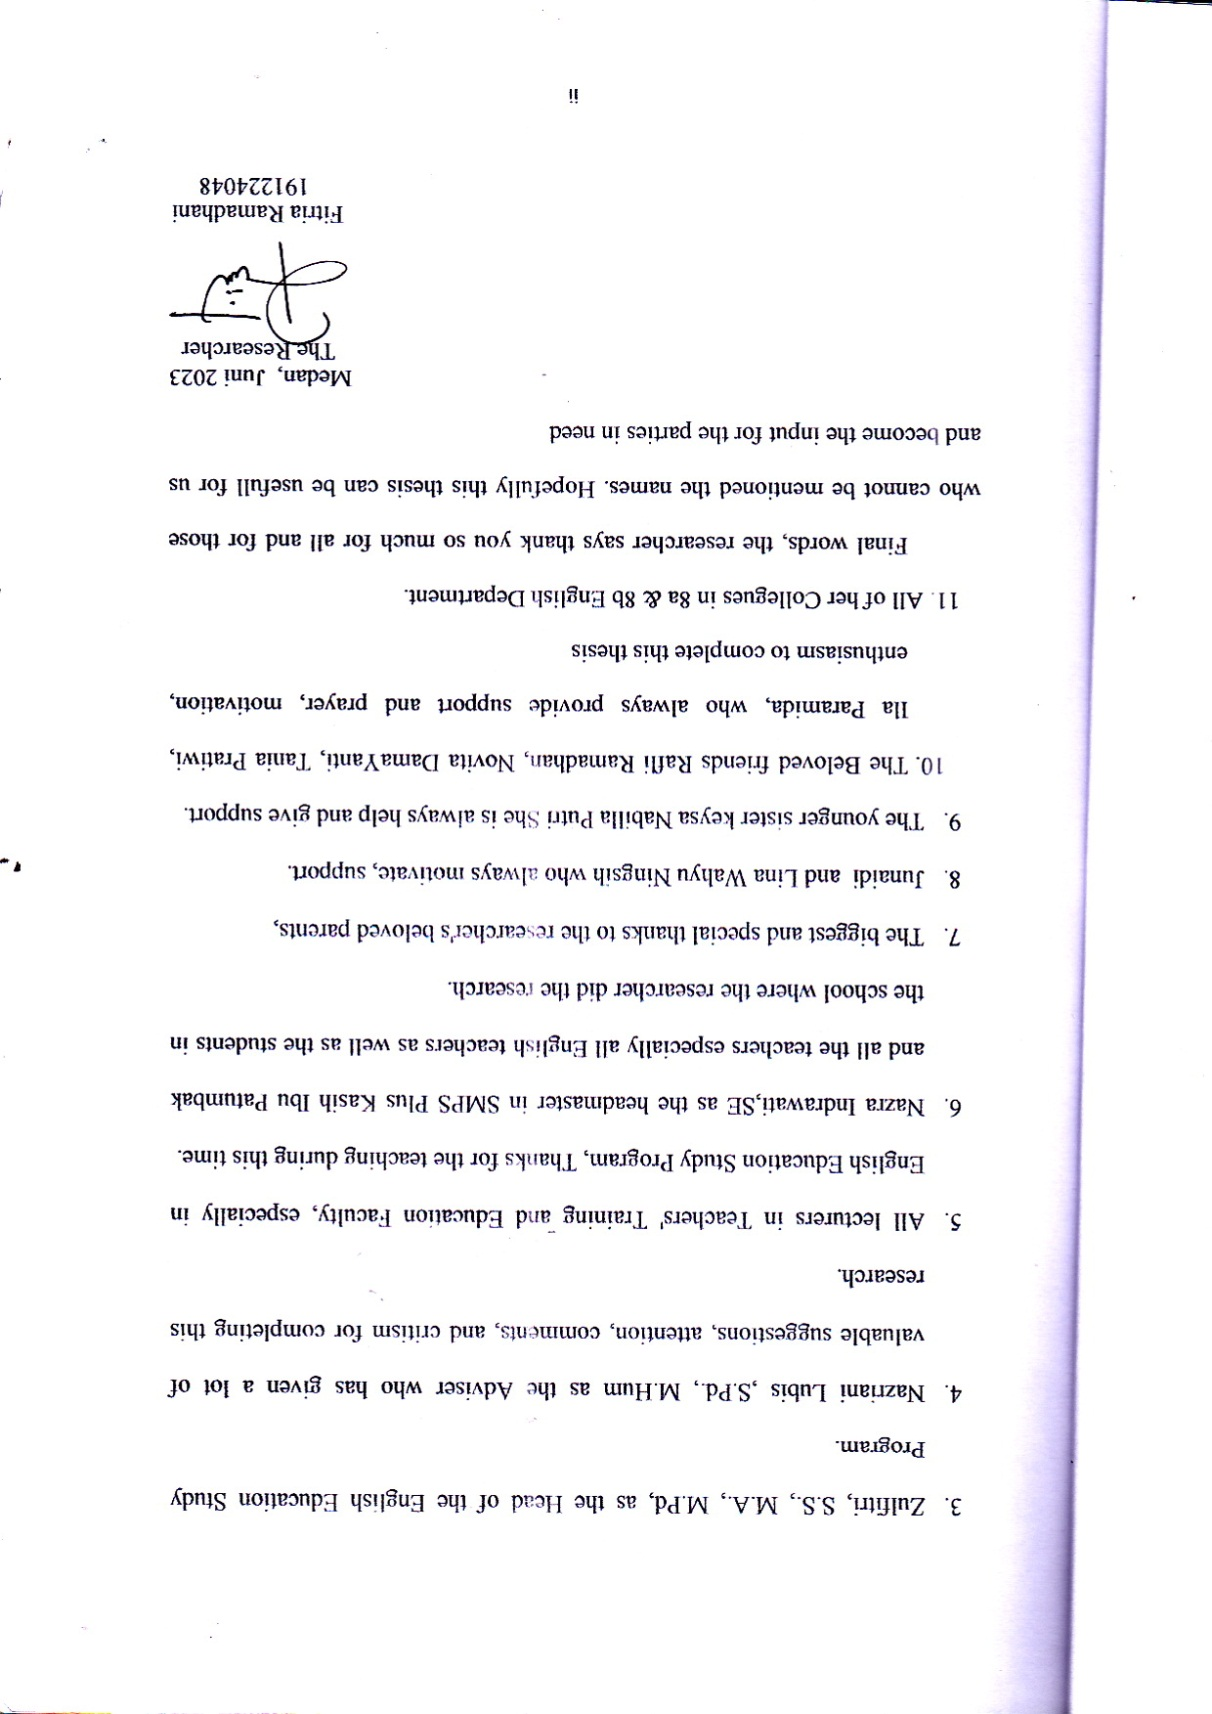 3. Zulfitri, S.S., M.A., M.Pd, as the Head of the English Education Study
Program.
4. Nazriani Lubis ,S.Pd., M.Hum as the Adviser who has given a lot of
valuable suggestions, attention, comments, and critism for completing this
research.
5. All lecturers in Teachers' Training and Education Faculty, especially in
English Education Study Program, Thanks for the teaching during this time.
6. Nazra Indrawati,SE as the headmaster in SMPS Plus Kasih Ibu Patumbak
and all the teachers especially all English teachers as well as the students in
the school where the researcher did the research.
7. The biggest and special thanks to the researcher's beloved parents,
8. Junaidi and Lina Wahyu Ningsih who always motivate, support.
9. The younger sister keysa Nabilla Putri She is always help and give support.
10. The Beloved friends Rafli Ramadhan, Novita DamaYanti, Tania Pratiwi,
Ila Paramida, who always provide support and prayer, motivation,
enthusiasm to complete this thesis
11. All of her Collegues in 8a & 8b English Department.
Final words, the researcher says thank you so much for all and for those
who cannot be mentioned the names. Hopefully this thesis can be usefull for us
and become the input for the parties in need
Medan, Juni 2023
The Researcher
Fitria Ramadhani
191224048
ii